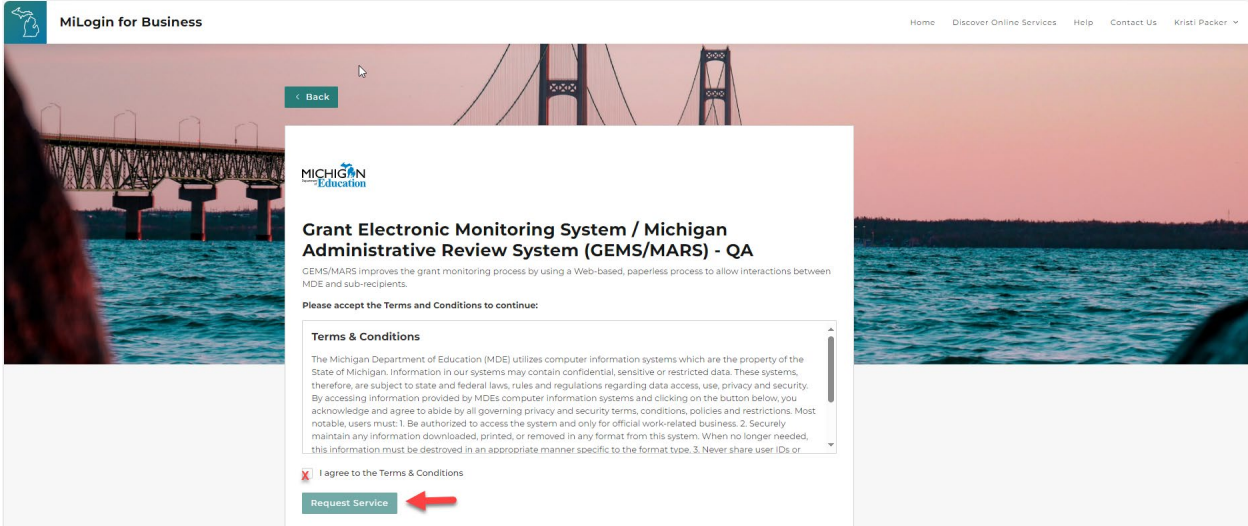 MiLogin for Business
Home Discover Online Services Help Contact Us Kristi Packer
< Back
MICHIGAN
Department of Education
Grant Electronic Monitoring System / Michigan
Administrative Review System (GEMS/MARS) - QA
GEMS/MARS improves the grant monitoring process by using a Web-based, paperless process to allow interactions between
MDE and sub-recipients.
Please accept the Terms and Conditions to continue:
Terms & Conditions
The Michigan Department of Education (MDE) utilizes computer information systems which are the property of the
State of Michigan. Information in our systems may contain confidential, sensitive or restricted data. These systems,
therefore, are subject to state and federal laws, rules and regulations regarding data access, use, privacy and security.
By accessing information provided by MDEs computer information systems and clicking on the button below, you
acknowledge and agree to abide by all governing privacy and security terms, conditions, policies and restrictions. Most
notable, users must: 1. Be authorized to access the system and only for official work-related business. 2. Securely
maintain any information downloaded, printed, or removed in any format from this system. When no longer needed,
this information must be destroyed in an appropriate manner specific to the format type. 3. Never share user IDs or
X I agree to the Terms & Conditions
Request Service